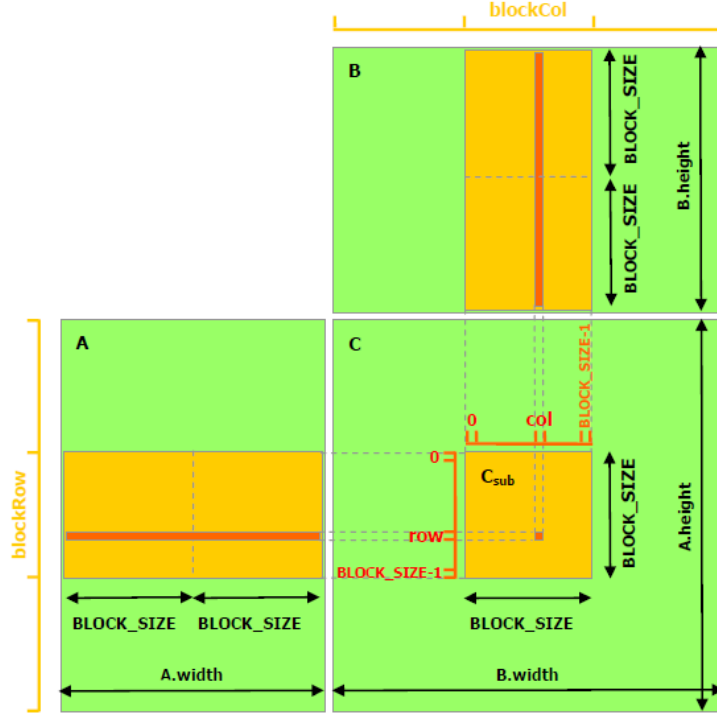 blockCol
B
BLOCK_SIZE
BLOCK_SIZE
B.height
A
C
BLOCK_SIZE-1
0
col
0
C_sub
BLOCK_SIZE
A.height
blockRow
row
BLOCK_SIZE-1
BLOCK_SIZE
BLOCK_SIZE
BLOCK_SIZE
A.width
B.width